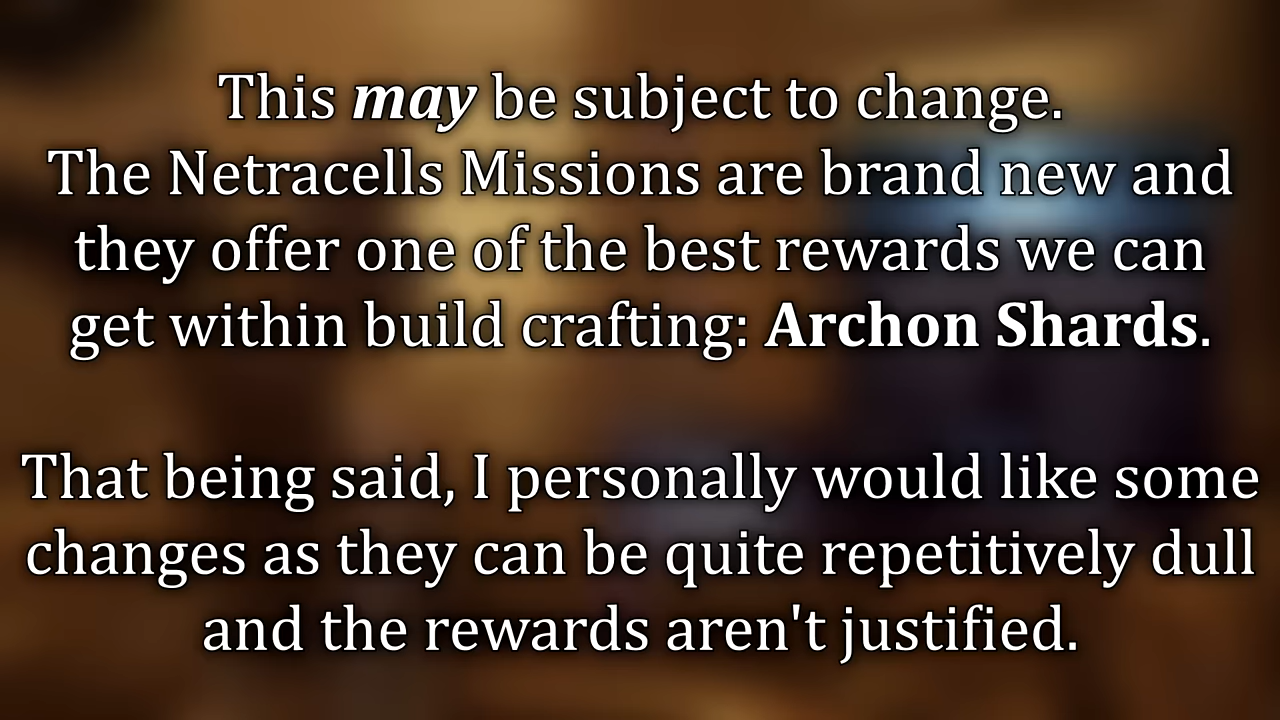 This may be subject to change.
The Netracells Missions are brand new and
they offer one of the best rewards we can
get within build crafting: Archon Shards.
That being said, I personally would like some
changes as they can be quite repetitively dull
and the rewards aren't justified.